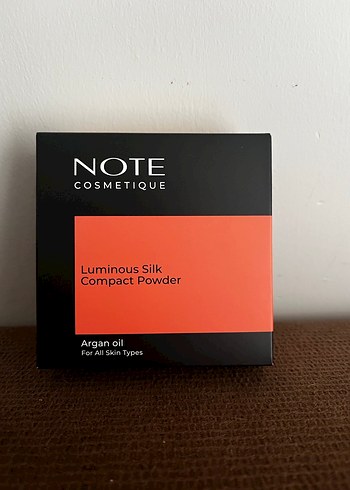 NOTE
COSMETIQUE
Luminous Silk
Compact Powder
Argan oil
For All Skin Types